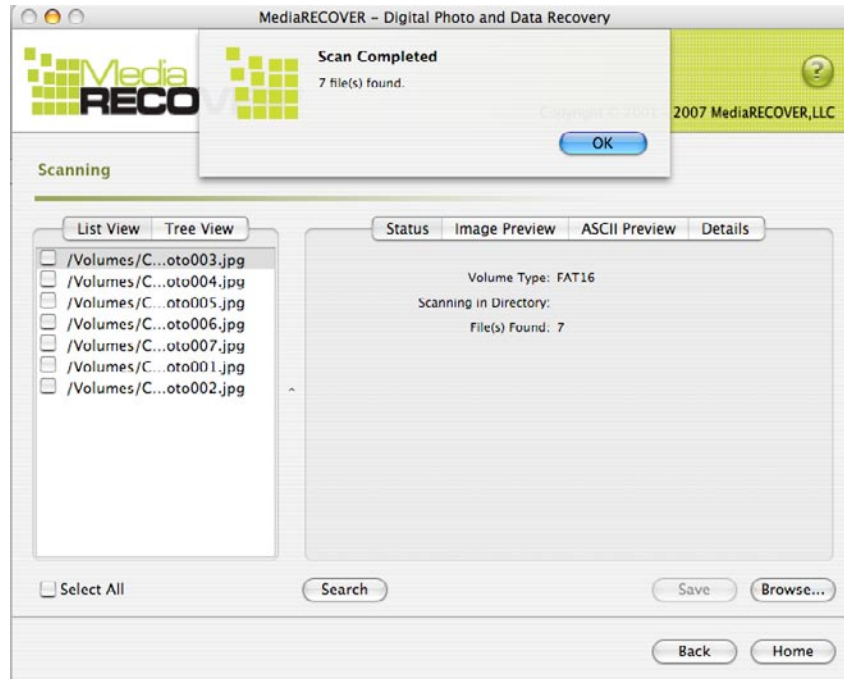 MediaRECOVER – Digital Photo and Data Recovery
Media
RECO
Scan Completed
7 file(s) found.
OK
?
2007 MediaRECOVER,LLC
Scanning
List View Tree View
/Volumes/C...oto003.jpg
/Volumes/C...oto004.jpg
/Volumes/C...oto005.jpg
/Volumes/C...oto006.jpg
/Volumes/C...oto007.jpg
/Volumes/C...oto001.jpg
/Volumes/C...oto002.jpg
Status Image Preview ASCII Preview Details
Volume Type: FAT16
Scanning in Directory:
File(s) Found: 7
Select All
Search
Save
Browse...
Back
Home